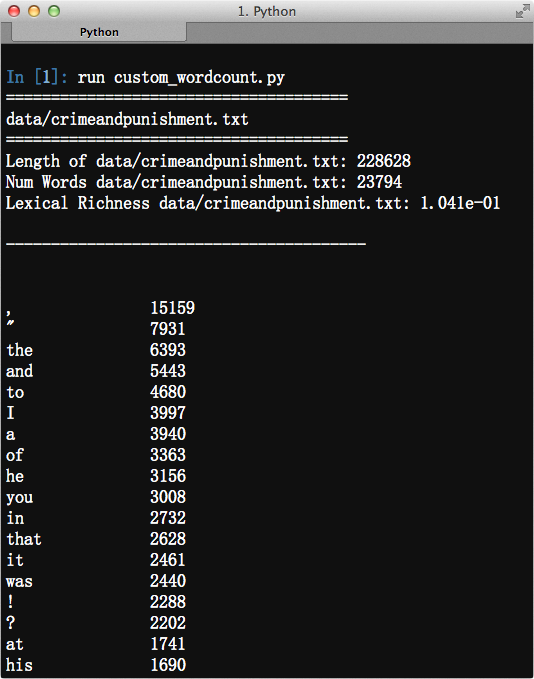 1. Python
Python
In [1]: run custom_wordcount.py
======================================
data/crimeandpunishment.txt
======================================
Length of data/crimeandpunishment.txt: 228628
Num Words data/crimeandpunishment.txt: 23794
Lexical Richness data/crimeandpunishment.txt: 1.041e-01
________________________________________
, 15159
" 7931
the 6393
and 5443
to 4680
I 3997
a 3940
of 3363
he 3156
you 3008
in 2732
that 2628
it 2461
was 2440
! 2288
? 2202
at 1741
his 1690